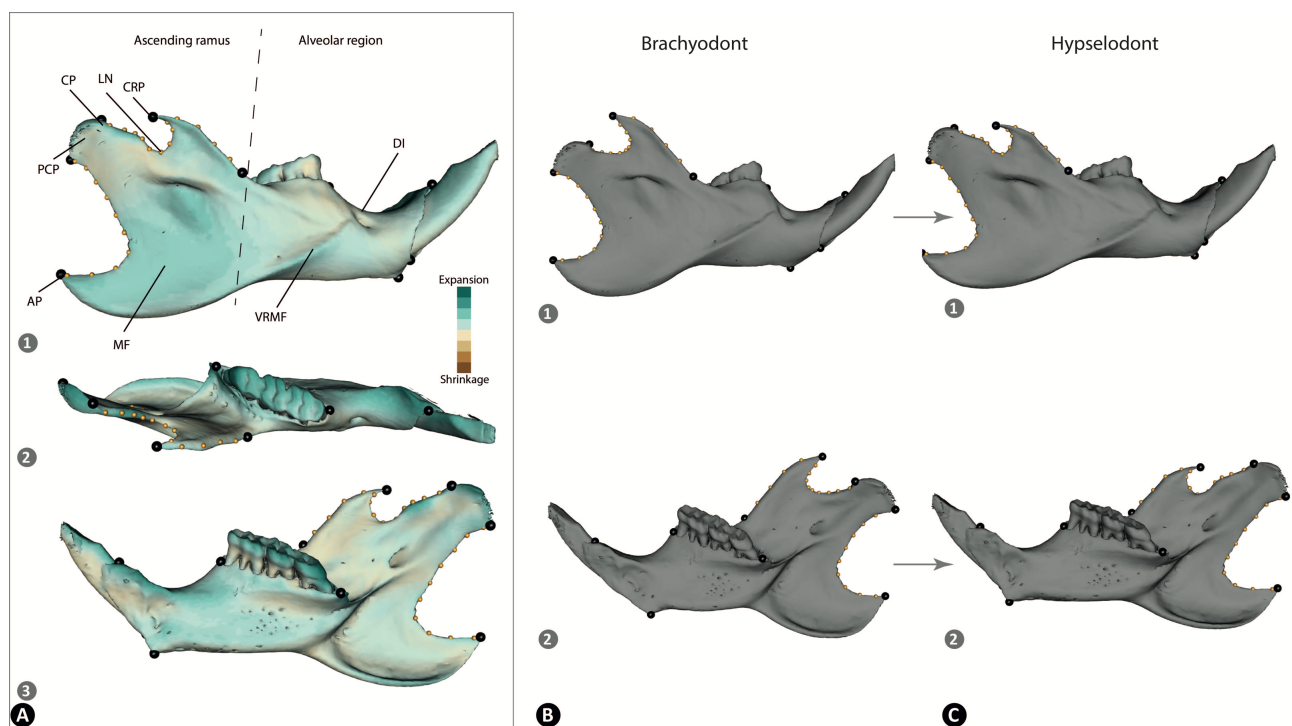 Ascending ramus
Alveolar region
CP
LN
CRP
PCP
DI
AP
MF
VRMF
Expansion
Shrinkage
1
2
3
A
Brachyodont
1
2
B
Hypselodont
1
2
C